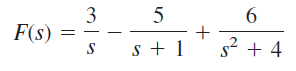 F(s) = 3/s − 5/(s + 1) + 6/(s² + 4)